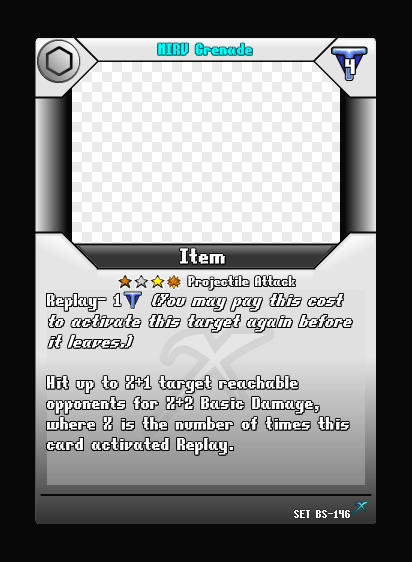 MIRV Grenade
4
Item
Projectile Attack
Replay- 1 (You may pay this cost
to activate this target again before
it leaves.)
Hit up to X+1 target reachable
opponents for X+2 Basic Damage,
where X is the number of times this
card activated Replay.
SET BS-146